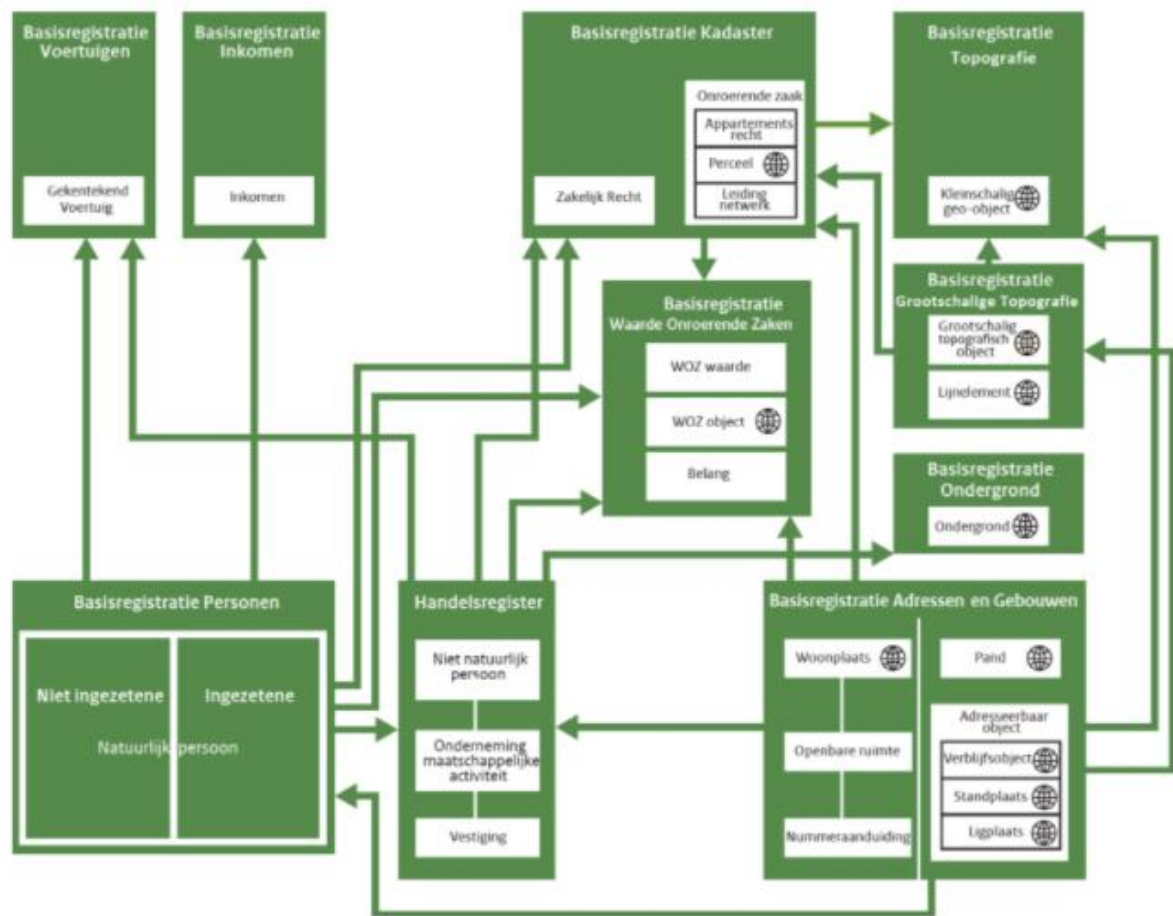 Basisregistratie
Voertuigen
Gekentekend
Voertuig
Basisregistratie
Inkomen
Inkomen
Basisregistratie Kadaster
Onroerende zaak
Appartements
recht
Perceel
Leiding
netwerk
Zakelijk Recht
Basisregistratie
Topografie
Kleinschalig
geo-object
Basisregistratie
Grootschalige Topografie
Grootschalig
topografisch
object
Lijnelement
Basisregistratie
Waarde Onroerende Zaken
WOZ waarde
WOZ object
Belang
Basisregistratie
Ondergrond
Ondergrond
Basisregistratie Personen
Niet ingezetene
Ingezetene
Natuurlijk persoon
Handelsregister
Niet natuurlijk
persoon
Onderneming
maatschappelijke
activiteit
Vestiging
Basisregistratie Adressen en Gebouwen
Woonplaats
Openbare ruimte
Nummeraanduiding
Pand
Adresseerbaar
object
Verblijfsobject
Standplaats
Ligplaats